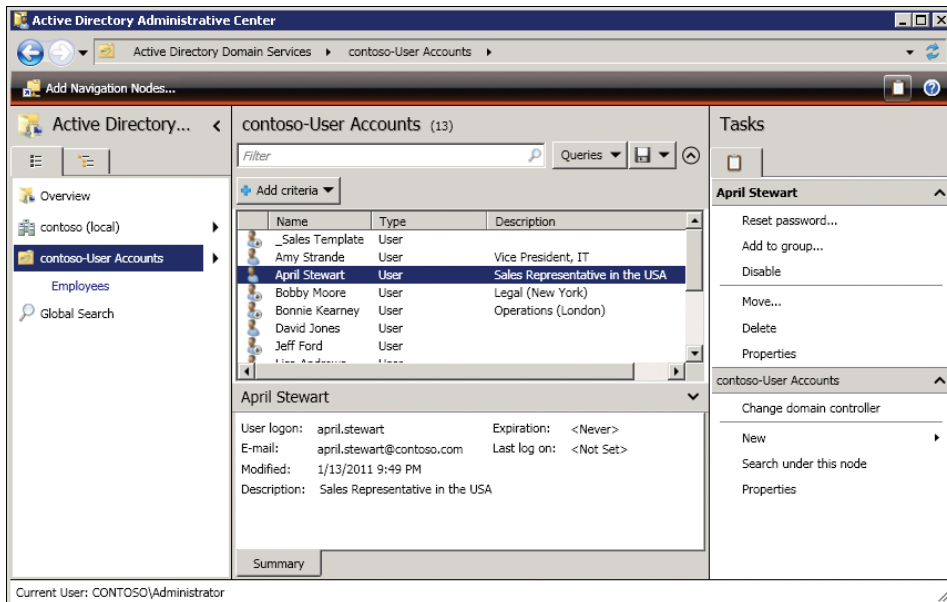 Active Directory Administrative Center
Active Directory Domain Services contoso-User Accounts
Add Navigation Nodes...
Active Directory...
Overview
contoso (local)
contoso-User Accounts
Employees
Global Search
contoso-User Accounts (13)
Filter
Queries
Add criteria
Name Type Description
_Sales Template User
Amy Strande User Vice President, IT
April Stewart User Sales Representative in the USA
Bobby Moore User Legal (New York)
Bonnie Kearney User Operations (London)
David Jones User
Jeff Ford User
April Stewart
User logon: april.stewart Expiration: <Never>
E-mail: april.stewart@contoso.com Last log on: <Not Set>
Modified: 1/13/2011 9:49 PM
Description: Sales Representative in the USA
Summary
Tasks
April Stewart
Reset password...
Add to group...
Disable
Move...
Delete
Properties
contoso-User Accounts
Change domain controller
New
Search under this node
Properties
Current User: CONTOSO\Administrator